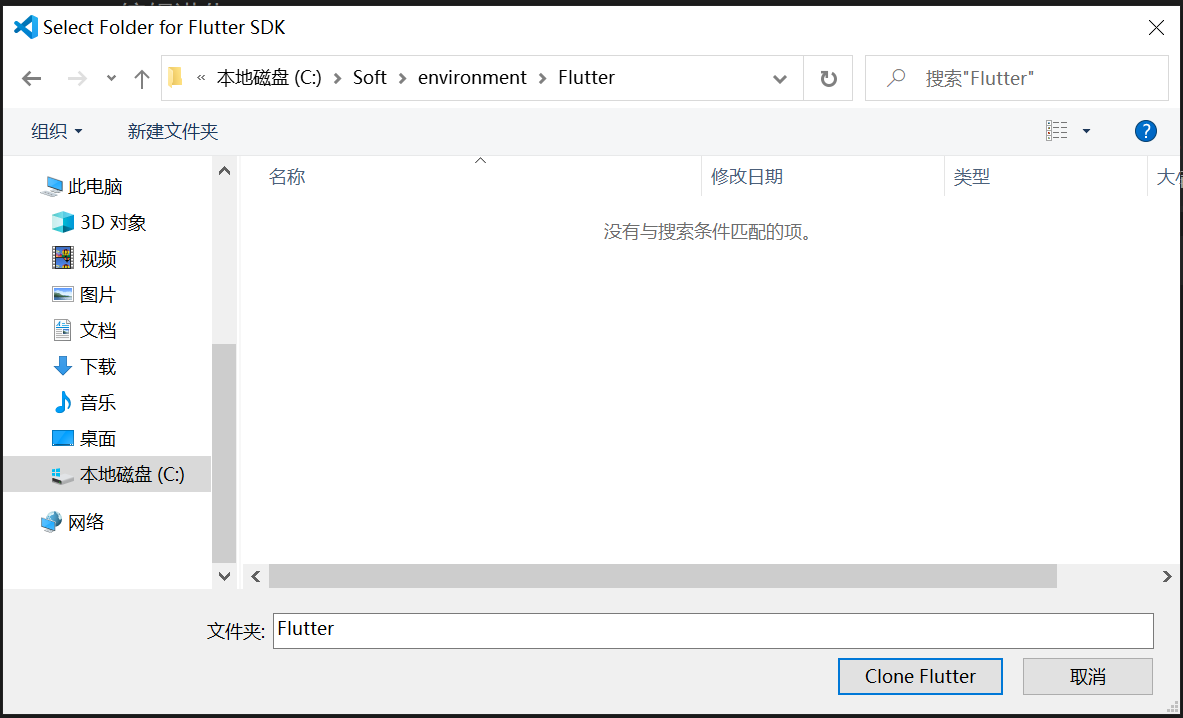 Select Folder for Flutter SDK
« 本地磁盘 (C:) > Soft > environment > Flutter
搜索"Flutter"
组织
新建文件夹
名称
修改日期
类型
此电脑
3D 对象
视频
图片
文档
下载
音乐
桌面
本地磁盘 (C:)
网络
没有与搜索条件匹配的项。
文件夹:
Flutter
Clone Flutter
取消